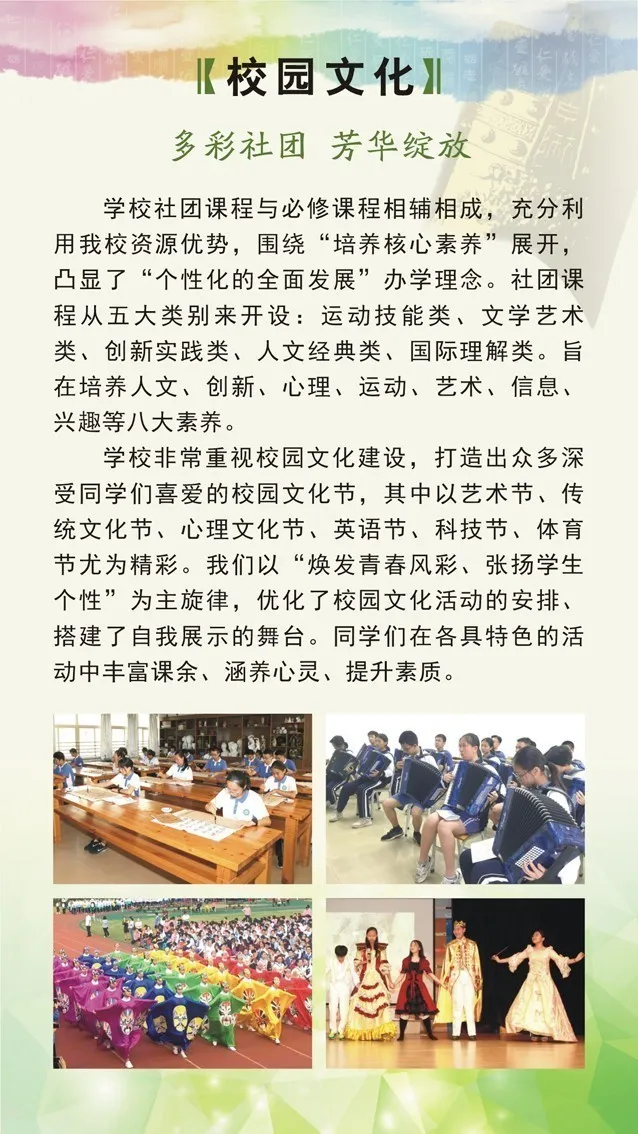 【校园文化】
多彩社团 芳华绽放
学校社团课程与必修课程相辅相成，充分利
用我校资源优势，围绕“培养核心素养”展开，
凸显了“个性化的全面发展”办学理念。社团课
程从五大类别来开设：运动技能类、文学艺术
类、创新实践类、人文经典类、国际理解类。旨
在培养人文、创新、心理、运动、艺术、信息、
兴趣等八大素养。
学校非常重视校园文化建设，打造出众多深
受同学们喜爱的校园文化节，其中以艺术节、传
统文化节、心理文化节、英语节、科技节、体育
节尤为精彩。我们以“焕发青春风彩、张扬学生
个性”为主旋律，优化了校园文化活动的安排、
搭建了自我展示的舞台。同学们在各具特色的活
动中丰富课余、涵养心灵、提升素质。